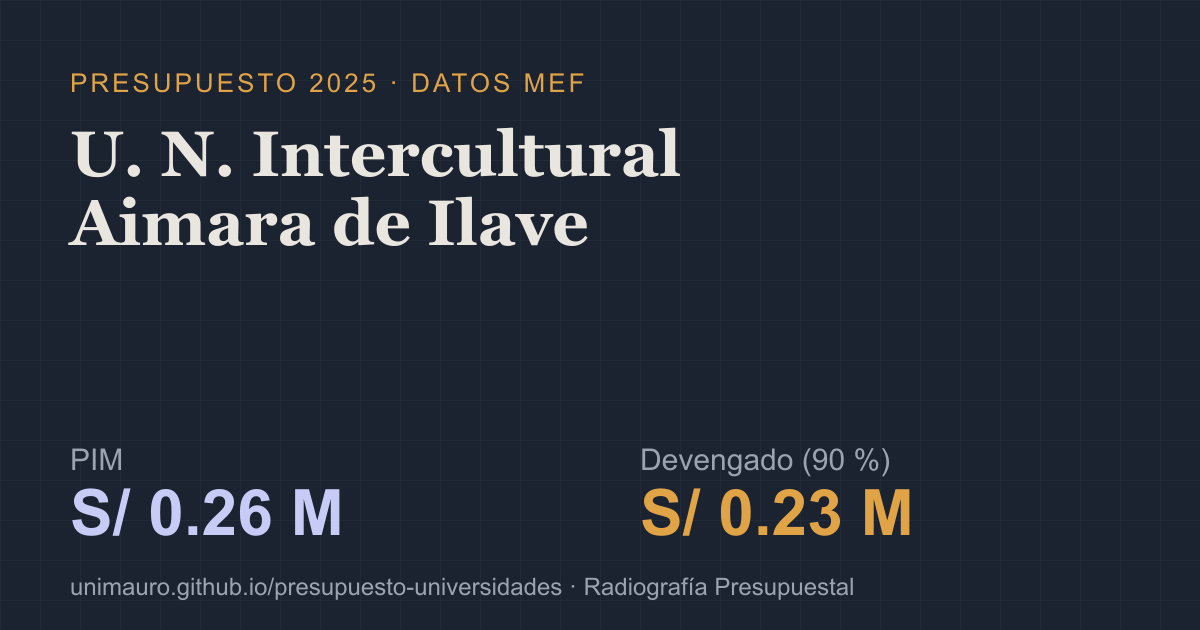 PRESUPUESTO 2025 · DATOS MEF
U. N. Intercultural
Aimara de Ilave
PIM
S/ 0.26 M
Devengado (90 %)
S/ 0.23 M
unimauro.github.io/presupuesto-universidades · Radiografía Presupuestal